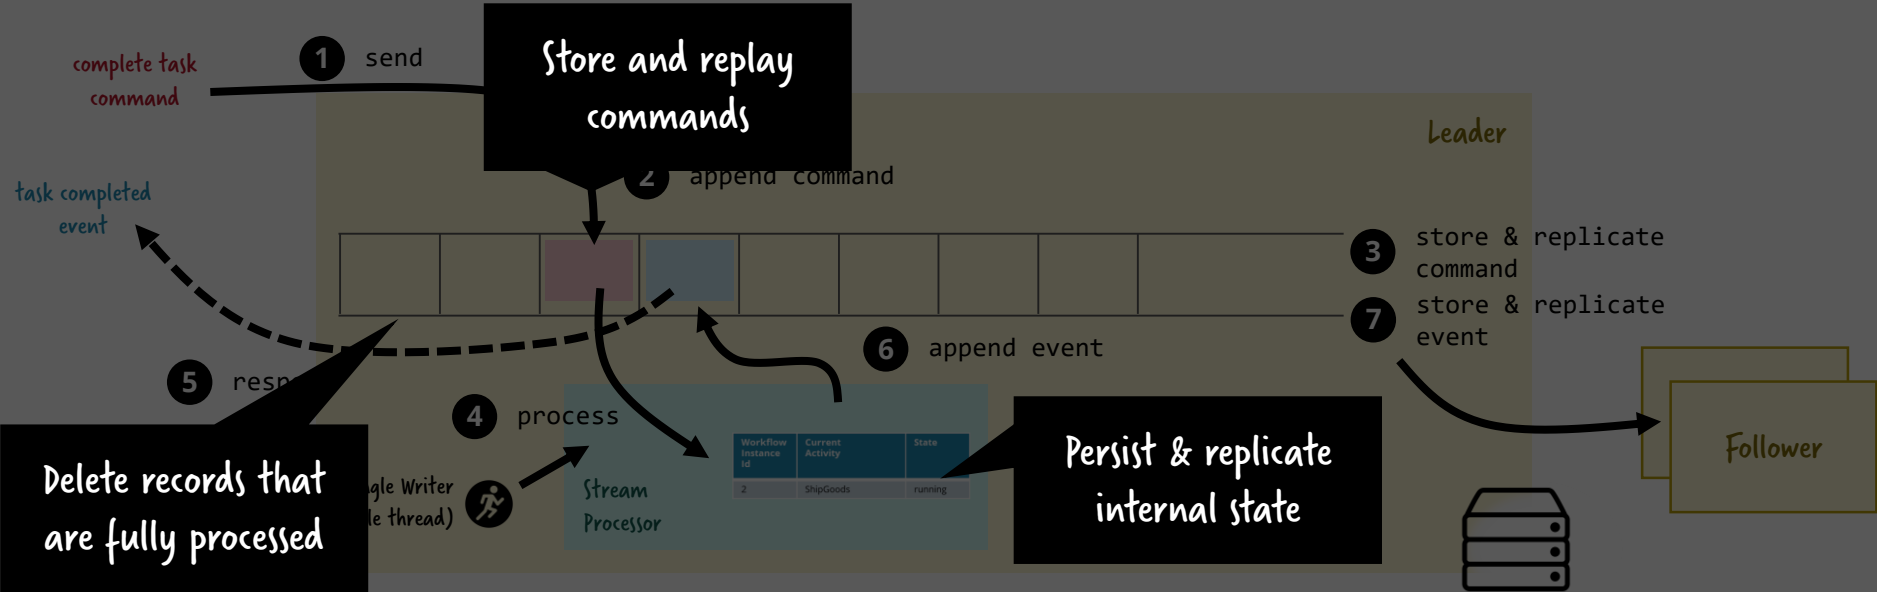 complete task
command
1 send
Store and replay
commands
Leader
2 append command
task completed
event
3 store & replicate
command
7 store & replicate
event
6 append event
5
4 process
Workflow
Instance
Id
Current
Activity
State
2 ShipGoods running
Stream
Processor
Writer
thread)
Delete records that
are fully processed
Persist & replicate
internal state
Follower